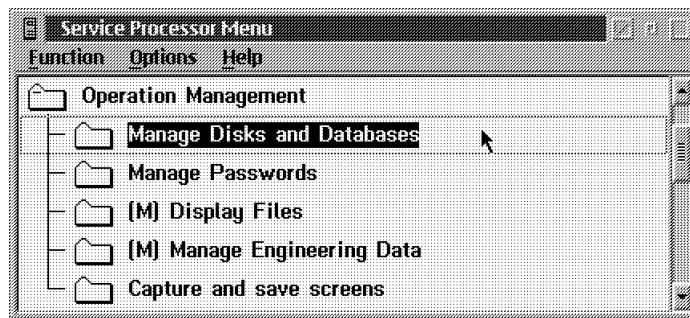 Service Processor Menu
Function Options Help
Operation Management
Manage Disks and Databases
Manage Passwords
(M) Display Files
(M) Manage Engineering Data
Capture and save screens